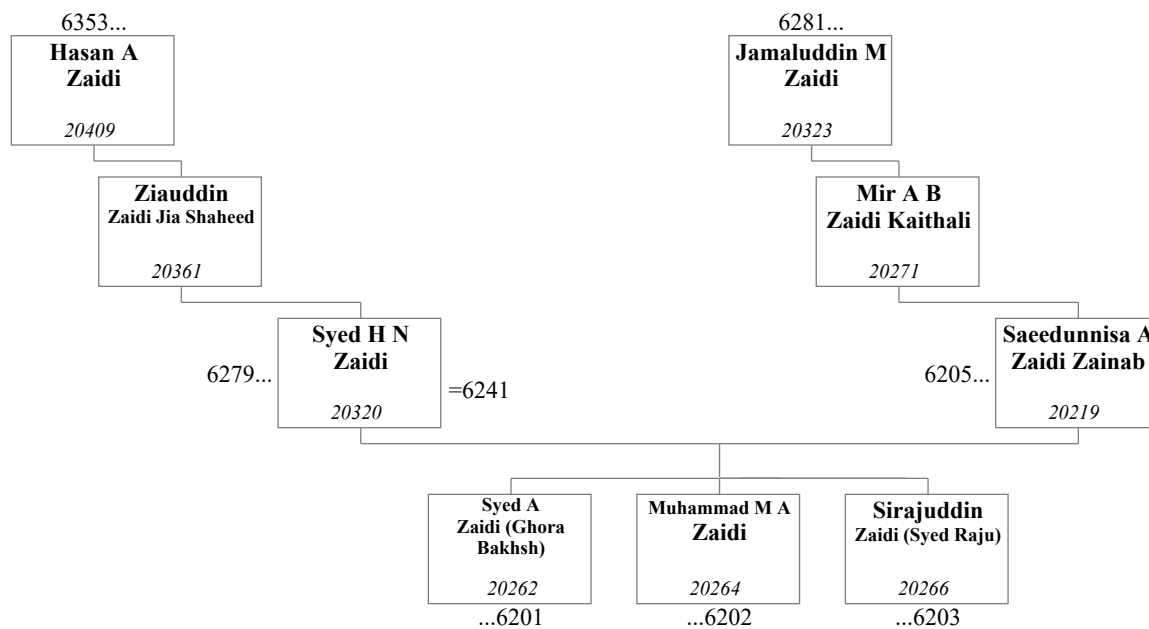 6353...
Hasan A
Zaidi
20409
6281...
Jamaluddin M
Zaidi
20323
Ziauddin
Zaidi Jia Shaheed
20361
Mir A B
Zaidi Kaithali
20271
6279...
Syed H N
Zaidi
20320
=6241
6205...
Saeedunnisa A
Zaidi Zainab
20219
Syed A
Zaidi (Ghora
Bakhsh)
20262
...6201
Muhammad M A
Zaidi
20264
...6202
Sirajuddin
Zaidi (Syed Raju)
20266
...6203